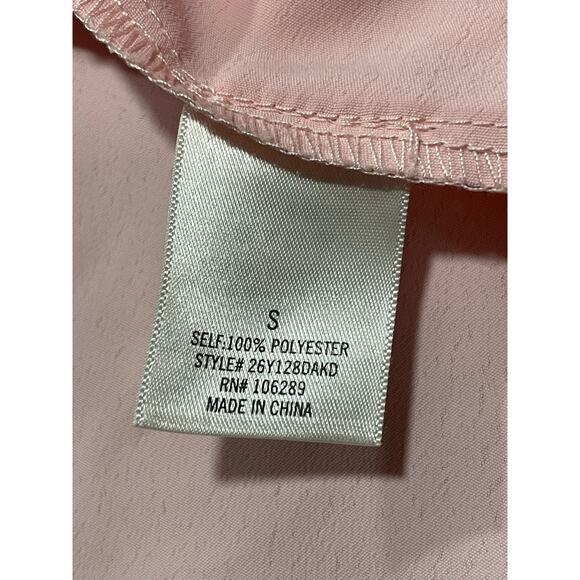 S
SELF:100% POLYESTER
STYLE# 26Y128DAKD
RN# 106289
MADE IN CHINA